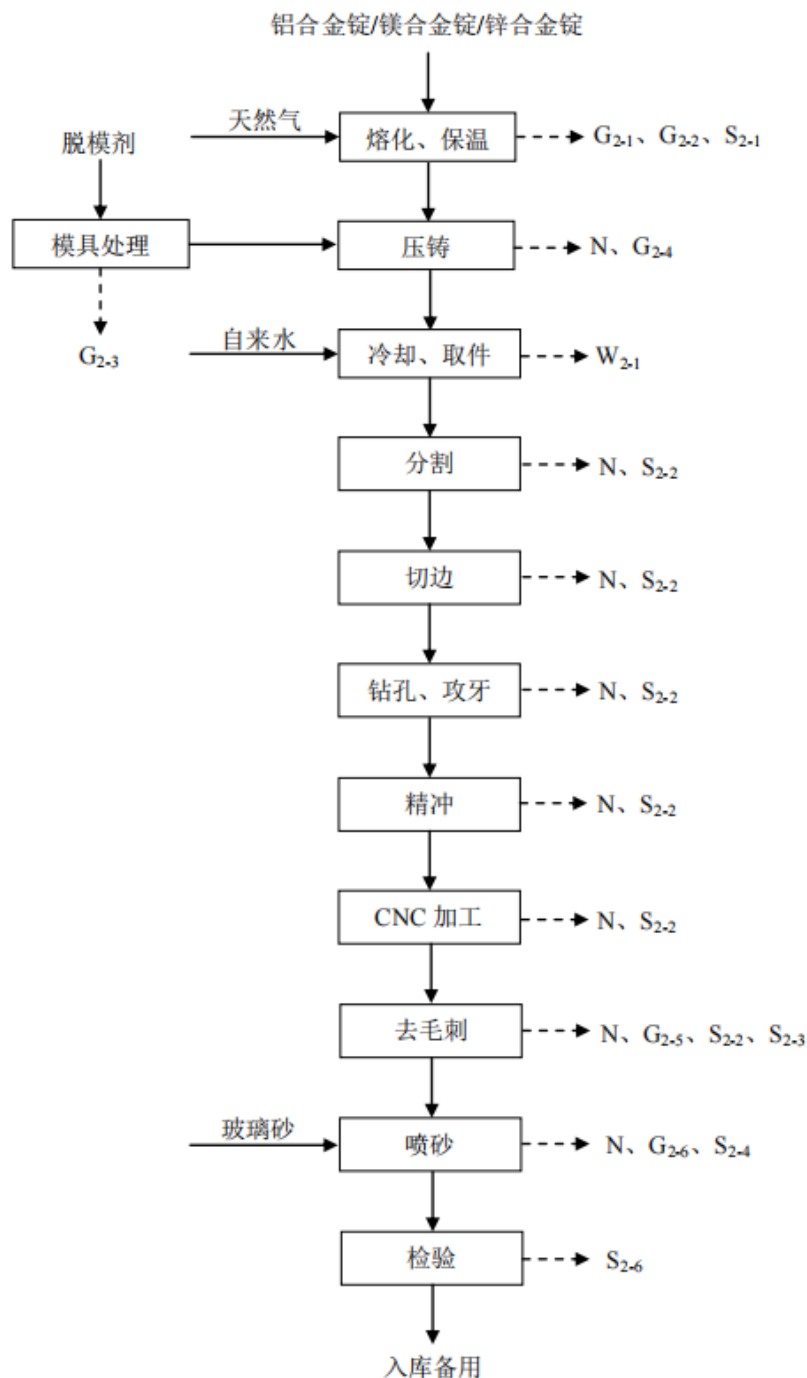 铝合金锭/镁合金锭/锌合金锭
天然气
熔化、保温
G₂₋₁、G₂₋₂、S₂₋₁
脱模剂
模具处理
压铸
N、G₂₋₄
G₂₋₃
自来水
冷却、取件
W₂₋₁
分割
N、S₂₋₂
切边
N、S₂₋₂
钻孔、攻牙
N、S₂₋₂
精冲
N、S₂₋₂
CNC 加工
N、S₂₋₂
去毛刺
N、G₂₋₅、S₂₋₂、S₂₋₃
玻璃砂
喷砂
N、G₂₋₆、S₂₋₄
检验
S₂₋₆
入库备用